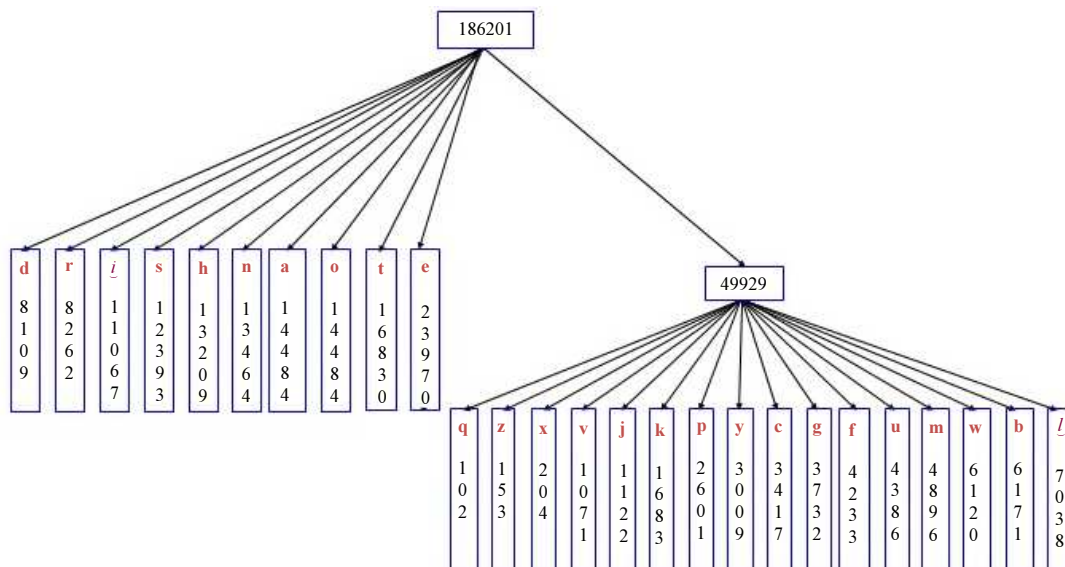 186201
d
8109
r
8262
i
11067
s
12393
h
13209
n
13464
a
14484
o
14484
t
16830
e
23970
49929
q
102
z
153
x
204
v
1071
j
1122
k
1683
p
2601
y
3009
c
3417
g
3732
f
4233
u
4386
m
4896
w
6120
b
6171
l
7038